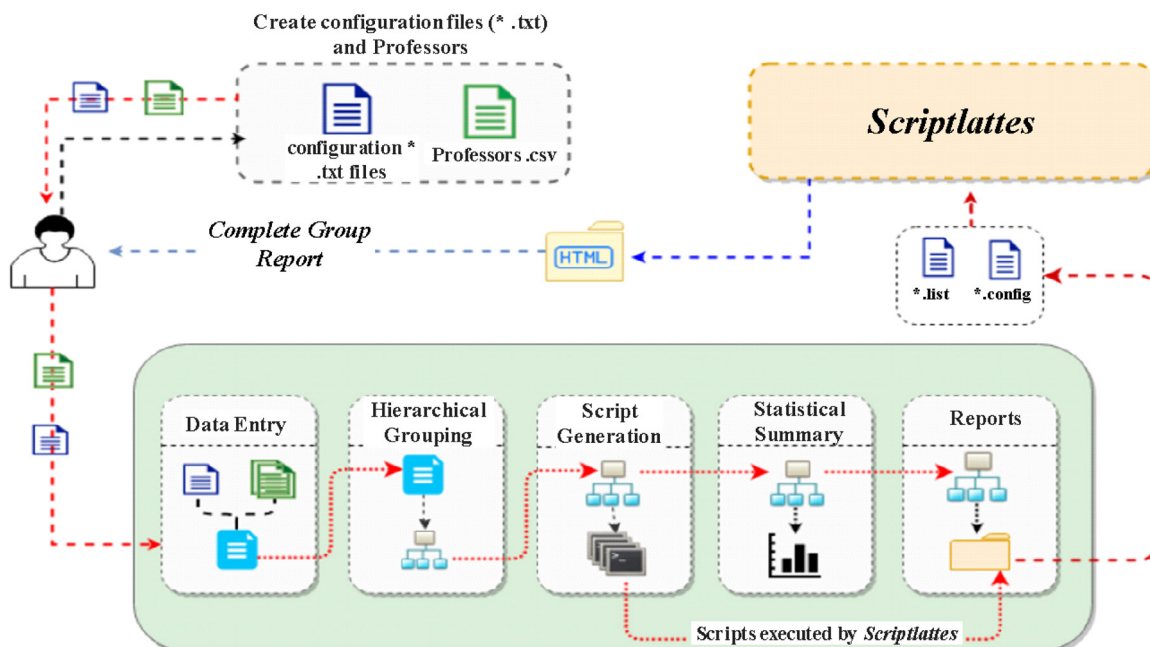 Create configuration files (* .txt)
and Professors
configuration *
.txt files
Professors .csv
Scriptlattes
Complete Group
Report
HTML
*.list
*.config
Data Entry
Hierarchical
Grouping
Script
Generation
Statistical
Summary
Reports
>_
Scripts executed by Scriptlattes